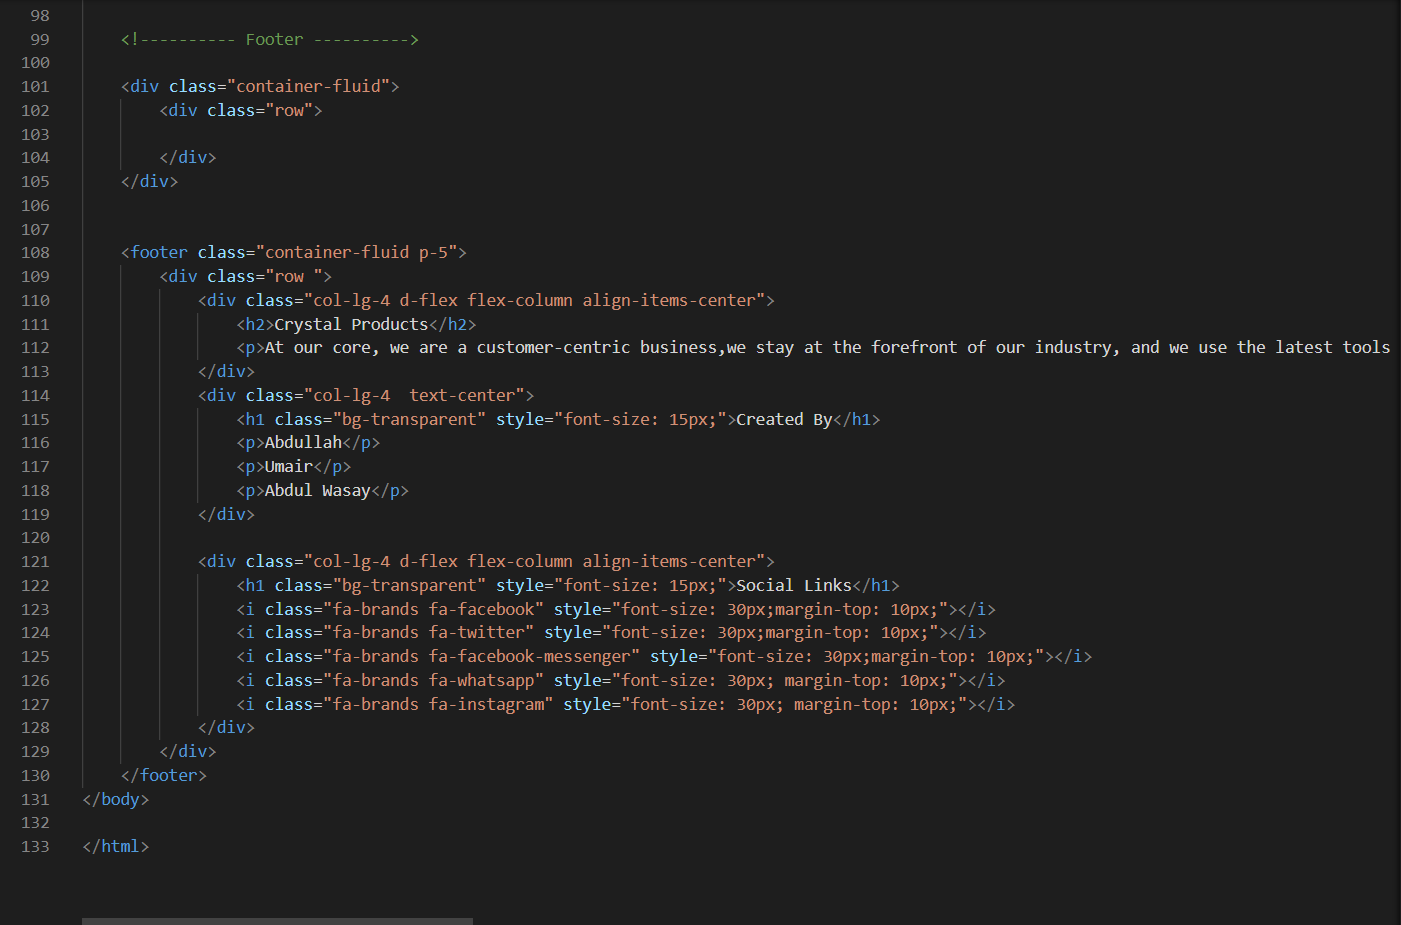 98
99 <!---------- Footer ---------->
100
101 <div class="container-fluid">
102 <div class="row">
103
104 </div>
105 </div>
106
107
108 <footer class="container-fluid p-5">
109 <div class="row ">
110 <div class="col-lg-4 d-flex flex-column align-items-center">
111 <h2>Crystal Products</h2>
112 <p>At our core, we are a customer-centric business,we stay at the forefront of our industry, and we use the latest tools
113 </div>
114 <div class="col-lg-4  text-center">
115 <h1 class="bg-transparent" style="font-size: 15px;">Created By</h1>
116 <p>Abdullah</p>
117 <p>Umair</p>
118 <p>Abdul Wasay</p>
119 </div>
120
121 <div class="col-lg-4 d-flex flex-column align-items-center">
122 <h1 class="bg-transparent" style="font-size: 15px;">Social Links</h1>
123 <i class="fa-brands fa-facebook" style="font-size: 30px;margin-top: 10px;"></i>
124 <i class="fa-brands fa-twitter" style="font-size: 30px;margin-top: 10px;"></i>
125 <i class="fa-brands fa-facebook-messenger" style="font-size: 30px;margin-top: 10px;"></i>
126 <i class="fa-brands fa-whatsapp" style="font-size: 30px; margin-top: 10px;"></i>
127 <i class="fa-brands fa-instagram" style="font-size: 30px; margin-top: 10px;"></i>
128 </div>
129 </div>
130 </footer>
131 </body>
132
133 </html>